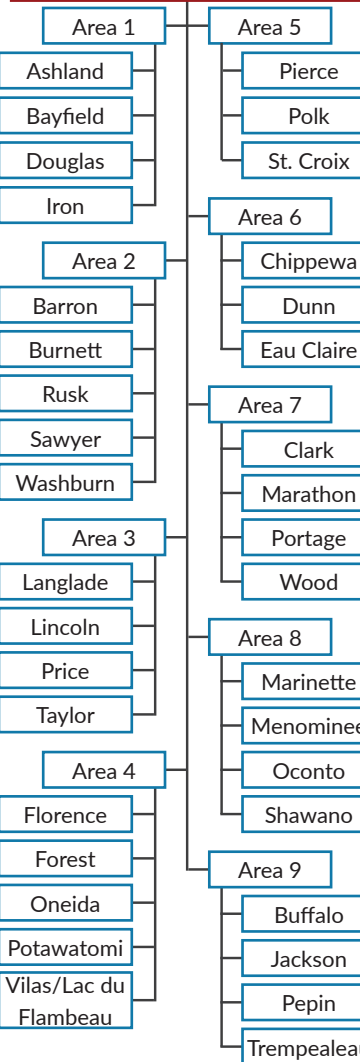 Area 1
Ashland
Bayfield
Douglas
Iron
Area 2
Barron
Burnett
Rusk
Sawyer
Washburn
Area 3
Langlade
Lincoln
Price
Taylor
Area 4
Florence
Forest
Oneida
Potawatomi
Vilas/Lac du
Flambeau
Area 5
Pierce
Polk
St. Croix
Area 6
Chippewa
Dunn
Eau Claire
Area 7
Clark
Marathon
Portage
Wood
Area 8
Marinette
Menominee
Oconto
Shawano
Area 9
Buffalo
Jackson
Pepin
Trempealeau